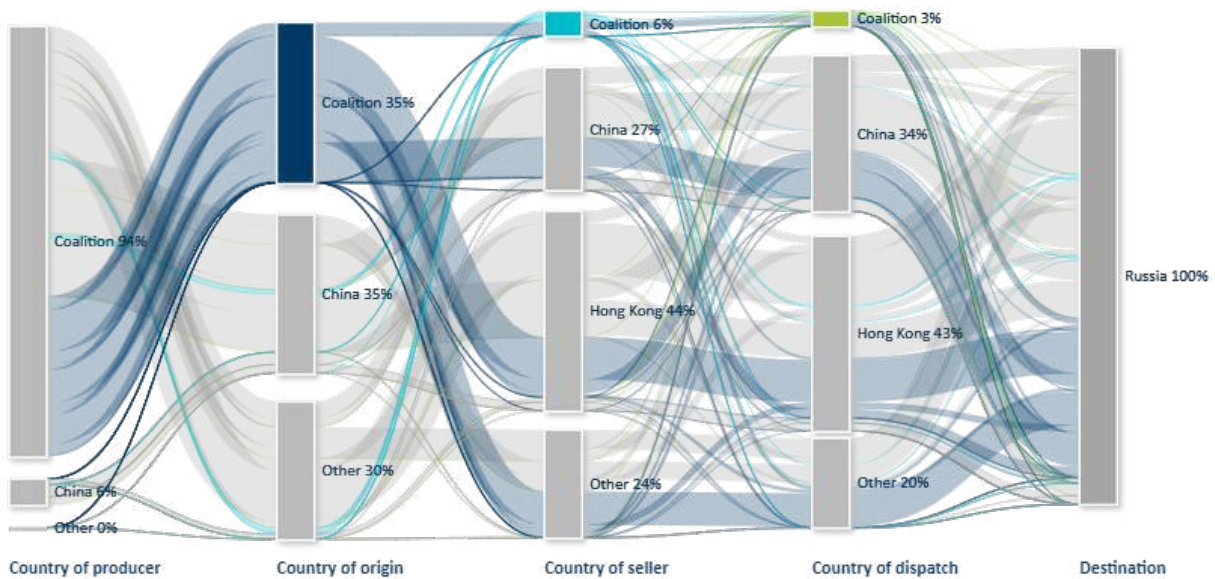 Coalition 94%
China 6%
Other 0%
Coalition 35%
China 35%
Other 30%
Coalition 6%
China 27%
Hong Kong 44%
Other 24%
Coalition 3%
China 34%
Hong Kong 43%
Other 20%
Russia 100%
Country of producer
Country of origin
Country of seller
Country of dispatch
Destination